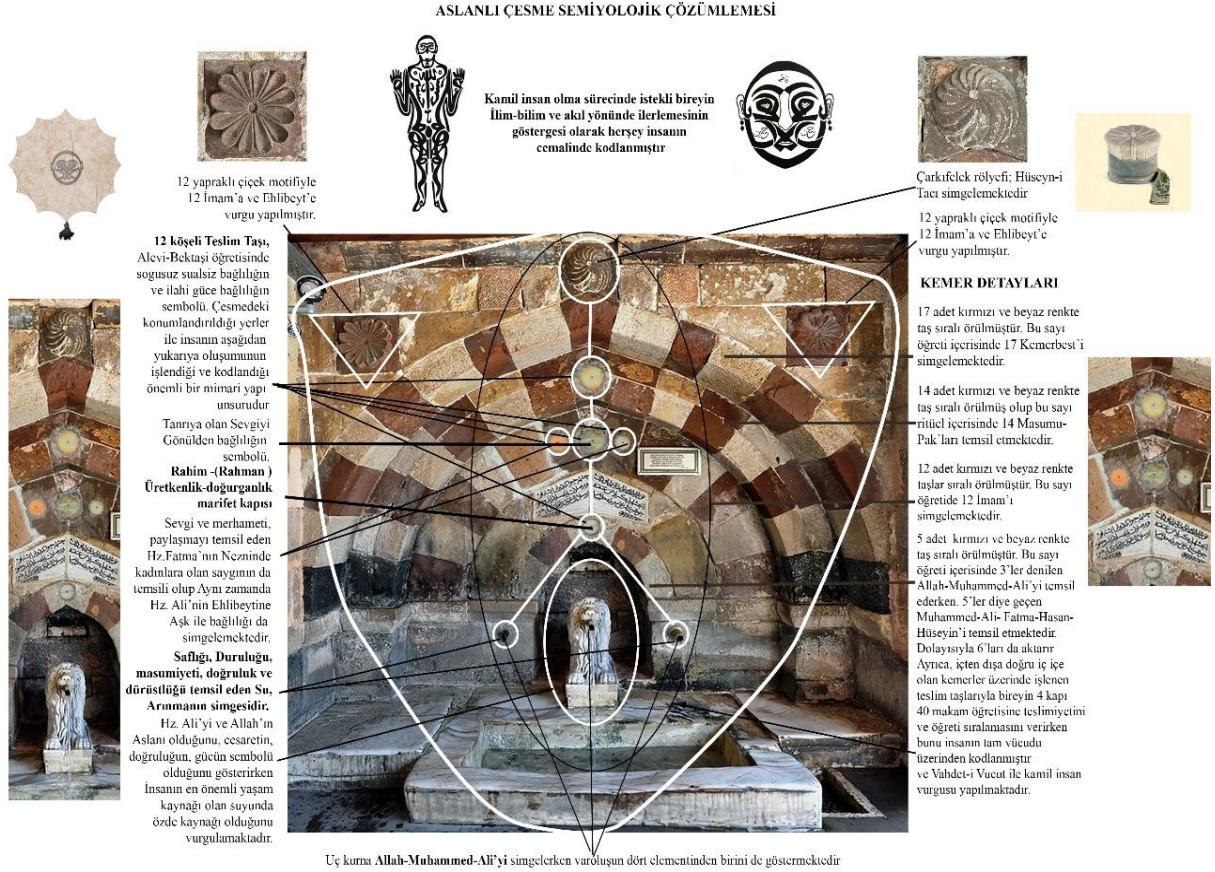 ASLANLI ÇESME SEMİYOLOJİK ÇÖZÜMLEMESİ
Kamil insan olma sürecinde istekli bireyin
İlim-bilim ve akıl yönünde ilerlemesinin
göstergesi olarak herşey insanın
cemalinde kodlanmıştır
12 yapraklı çiçek motifiyle
12 İmam’a ve Ehlibeyt’e
vurgu yapılmıştır.
12 köşeli Teslim Taşı,
Alevi-Bektaşi öğretisinde
sogusuz sualsiz bağlılığın
ve ilahi güce bağlılığın
sembolü. Çesmedeki
konumlandırıldığı yerler
ile insanın aşağıdan
yukarıya oluşumunun
işlendiği ve kodlandığı
önemli bir mimari yapı
unsurudur
Tanrıya olan Sevgiyi
Gönülden bağlılığın
sembolü.
Rahim -(Rahman )
Üretkenlik-doğurganlık
marifet kapısı
Sevgi ve merhameti,
paylaşmayı temsil eden
Hz.Fatma’nın Nezninde
kadınlara olan saygının da
temsili olup Aynı zamanda
Hz. Ali’nin Ehlibeytine
Aşk ile bağlılığı da
simgelemektedir.
Saflığı, Duruluğu,
masumiyeti, doğruluk ve
dürüstlüğü temsil eden Su,
Arınmanın simgesidir.
Hz. Ali’yi ve Allah’ın
Aslanı olduğunu, cesaretin,
doğruluğun, gücün sembolü
olduğunu gösterirken
İnsanın en önemli yaşam
kaynağı olan suyunda
özde kaynağı olduğunu
vurgulamaktadır.
Çarkıfelek rölyefi; Hüseyn-i
Tacı simgelemektedir
12 yapraklı çiçek motifiyle
12 İmam’a ve Ehlibeyt’e
vurgu yapılmıştır.
KEMER DETAYLARI
17 adet kırmızı ve beyaz renkte
taş sıralı örülmüştür. Bu sayı
öğreti içerisinde 17 Kemerbest’i
simgelemektedir.
14 adet kırmızı ve beyaz renkte
taş sıralı örülmüş olup bu sayı
ritüel içerisinde 14 Masumu-
Pak’ları temsil etmektedir.
12 adet kırmızı ve beyaz renkte
taşlar sıralı örülmüştür. Bu sayı
öğretide 12 İmam’ı
simgelemektedir.
5 adet kırmızı ve beyaz renkte
taş sıralı örülmüştür. Bu sayı
öğreti içerisinde 3’ler denilen
Allah-Muhammed-Ali’yi temsil
ederken. 5’ler diye geçen
Muhammed-Ali- Fatma-Hasan-
Hüseyin’i temsil etmektedir.
Dolayısıyla 6’ları da aktarır
Ayrıca, içten dışa doğru iç içe
olan kemerler üzerinde işlenen
teslim taşlarıyla bireyin 4 kapı
40 makam öğretisine teslimiyetini
ve öğreti sıralamasını verirken
bunu insanın tam vücudu
üzerinden kodlanmıştır
ve Vahdet-i Vucut ile kamil insan
vurgusu yapılmaktadır.
Uç kurna Allah-Muhammed-Ali’yi simgelerken varoluşun dört elementinden birini de göstermektedir